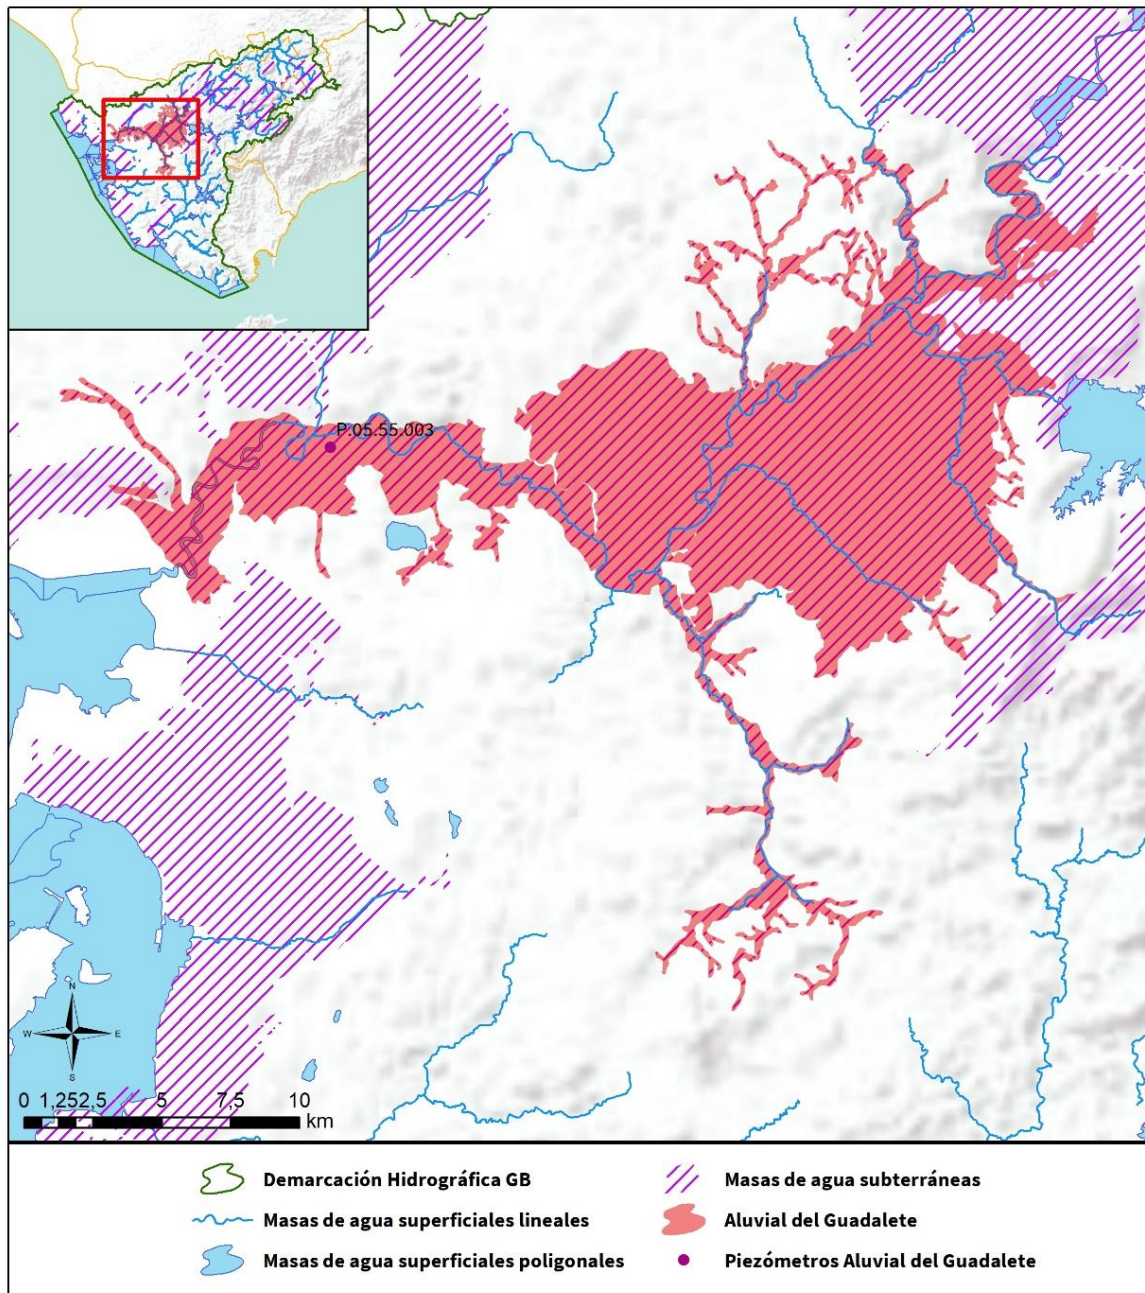 P.05.55.003
N
W E
S
0 1,252,5 5 7,5 10
km
Demarcación Hidrográfica GB
Masas de agua superficiales lineales
Masas de agua superficiales poligonales
Masas de agua subterráneas
Aluvial del Guadalete
Piezómetros Aluvial del Guadalete